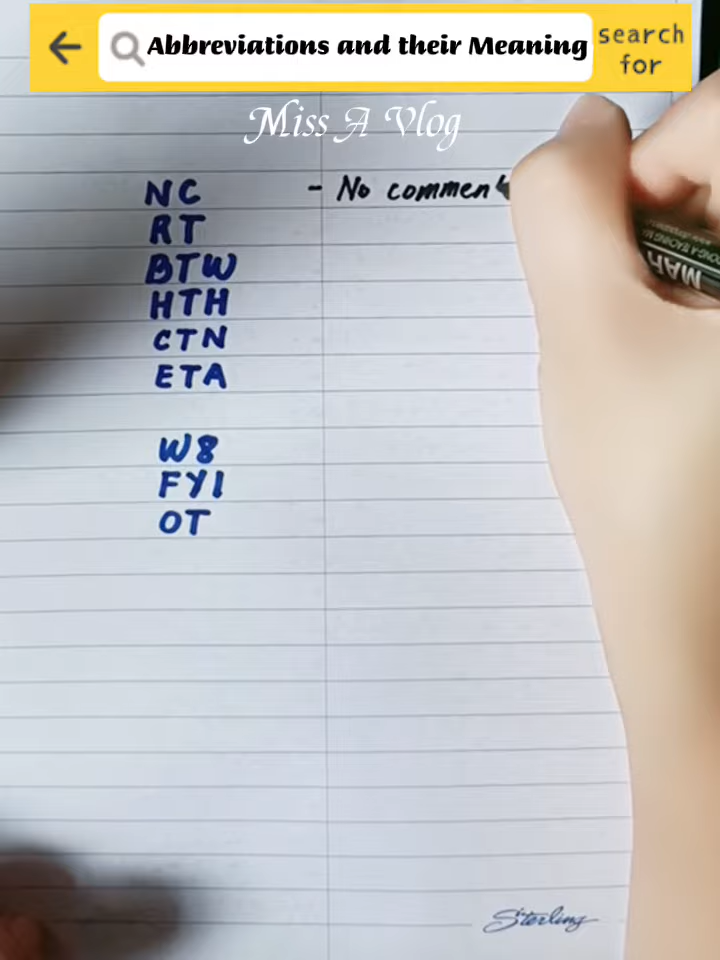 Abbreviations and their Meaning
search for
Miss A Vlog
NC - No comment
RT
BTW
HTH
CTN
ETA
W8
FYI
OT
MAR
Sterling